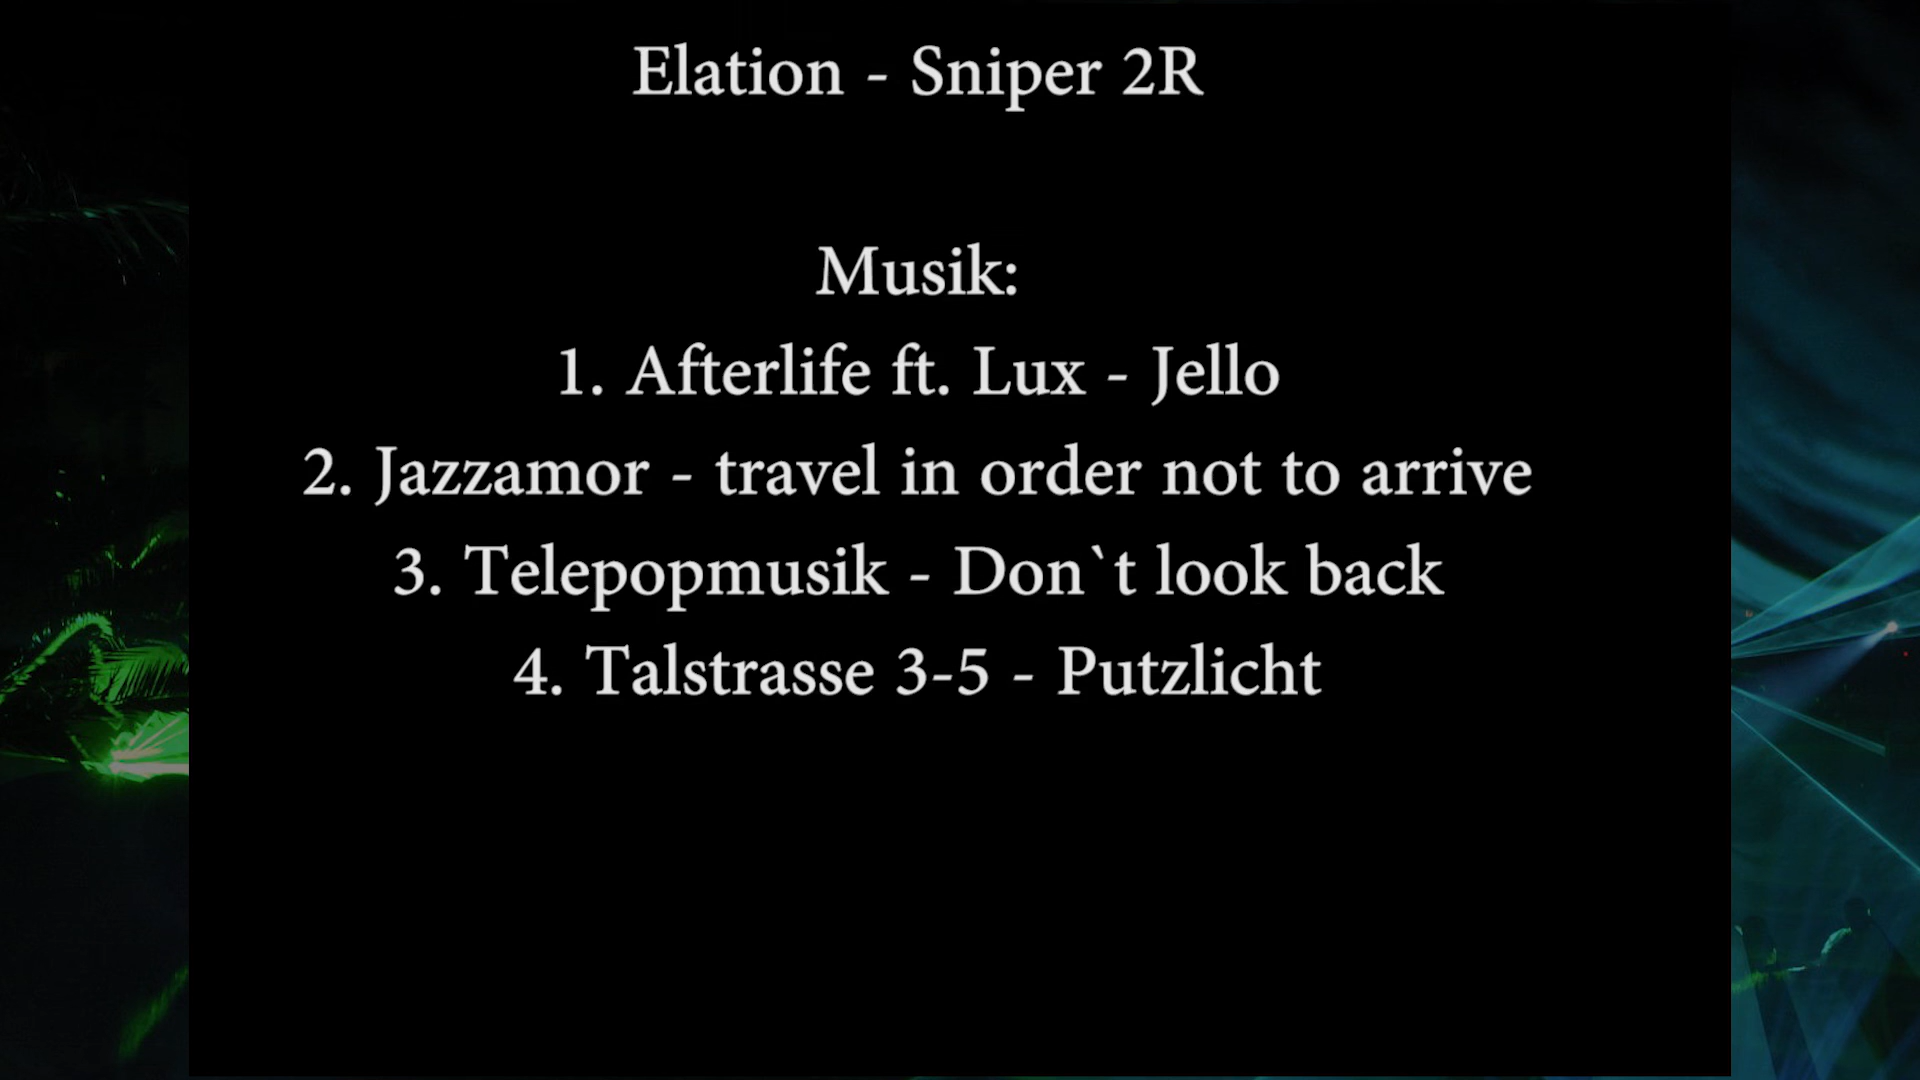 Elation - Sniper 2R
Musik:
1. Afterlife ft. Lux - Jello
2. Jazzamor - travel in order not to arrive
3. Telepopmusik - Don`t look back
4. Talstrasse 3-5 - Putzlicht